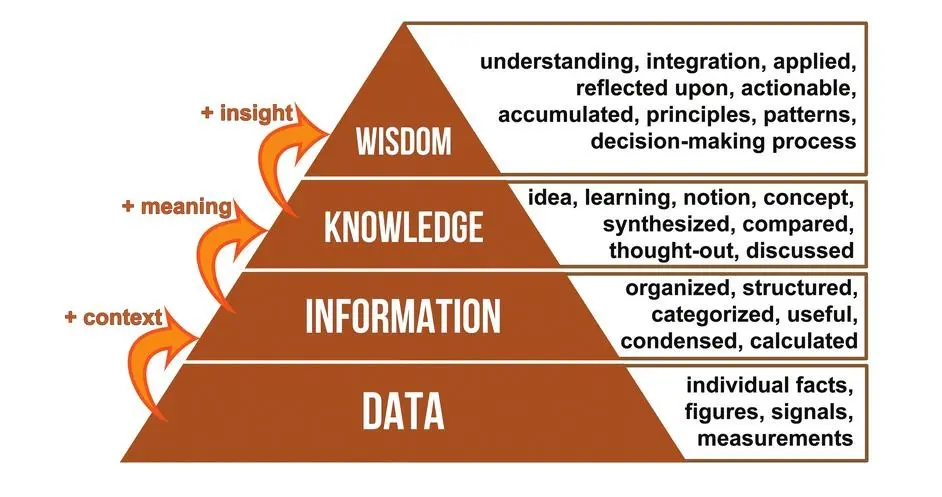 understanding, integration, applied,
reflected upon, actionable,
accumulated, principles, patterns,
decision-making process
+ insight
WISDOM
idea, learning, notion, concept,
synthesized, compared,
thought-out, discussed
+ meaning
KNOWLEDGE
organized, structured,
categorized, useful,
condensed, calculated
+ context
INFORMATION
individual facts,
figures, signals,
measurements
DATA